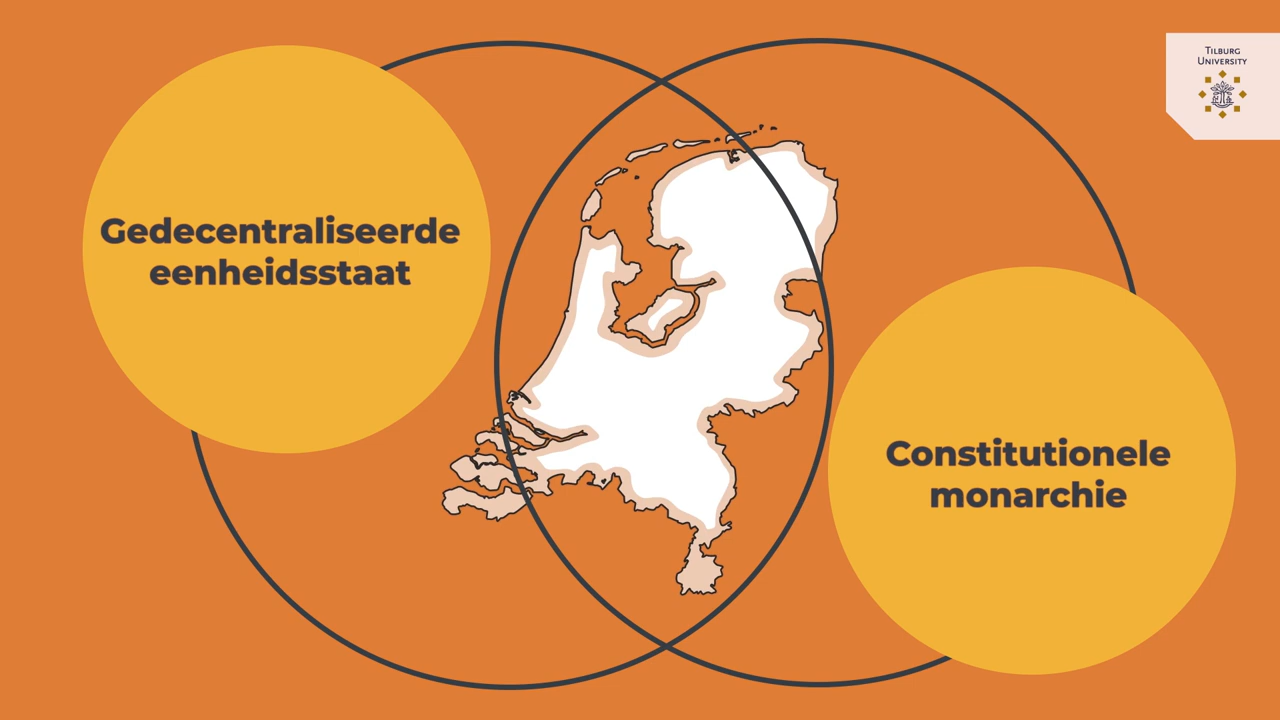 Gedecentraliseerde
eenheidsstaat
Constitutionele
monarchie
TILBURG
UNIVERSITY